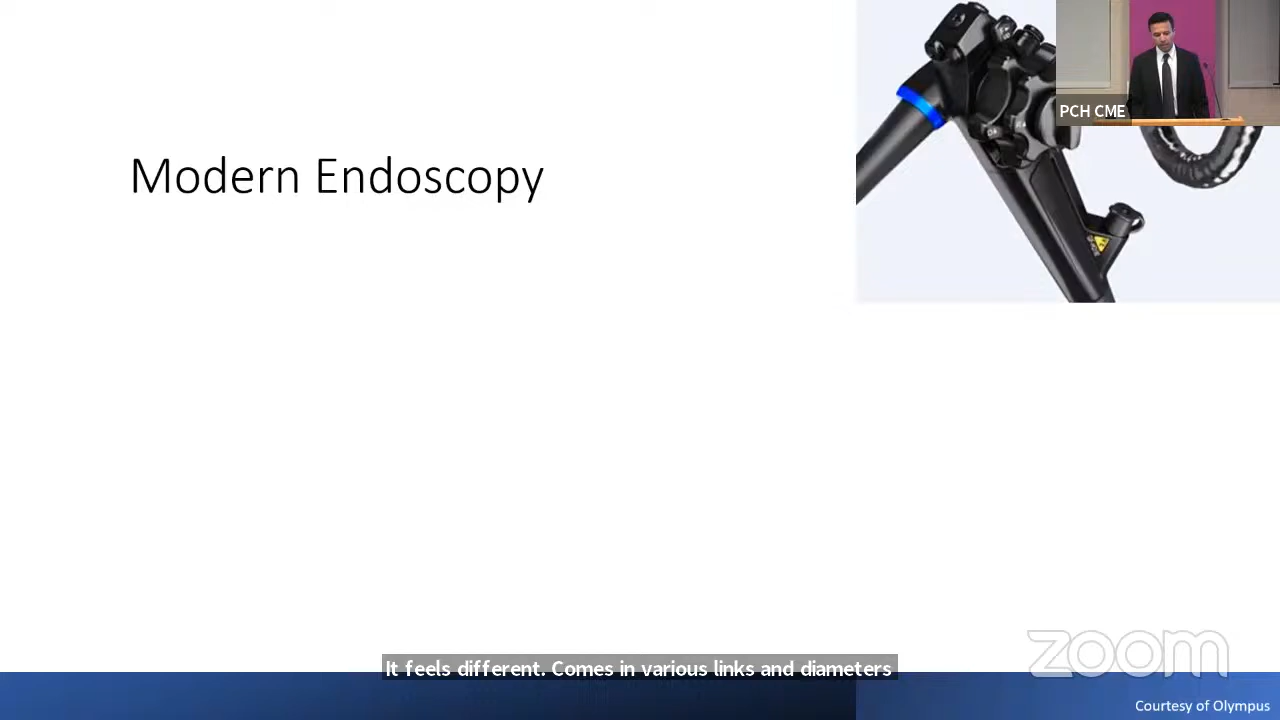 PCH CME
Modern Endoscopy
zoom
It feels different. Comes in various links and diameters
Courtesy of Olympus